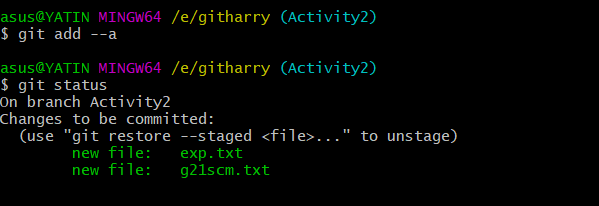 asus@YATIN MINGW64 /e/githarry (Activity2)
$ git add --a
asus@YATIN MINGW64 /e/githarry (Activity2)
$ git status
On branch Activity2
Changes to be committed:
  (use "git restore --staged <file>..." to unstage)
        new file:   exp.txt
        new file:   g21scm.txt